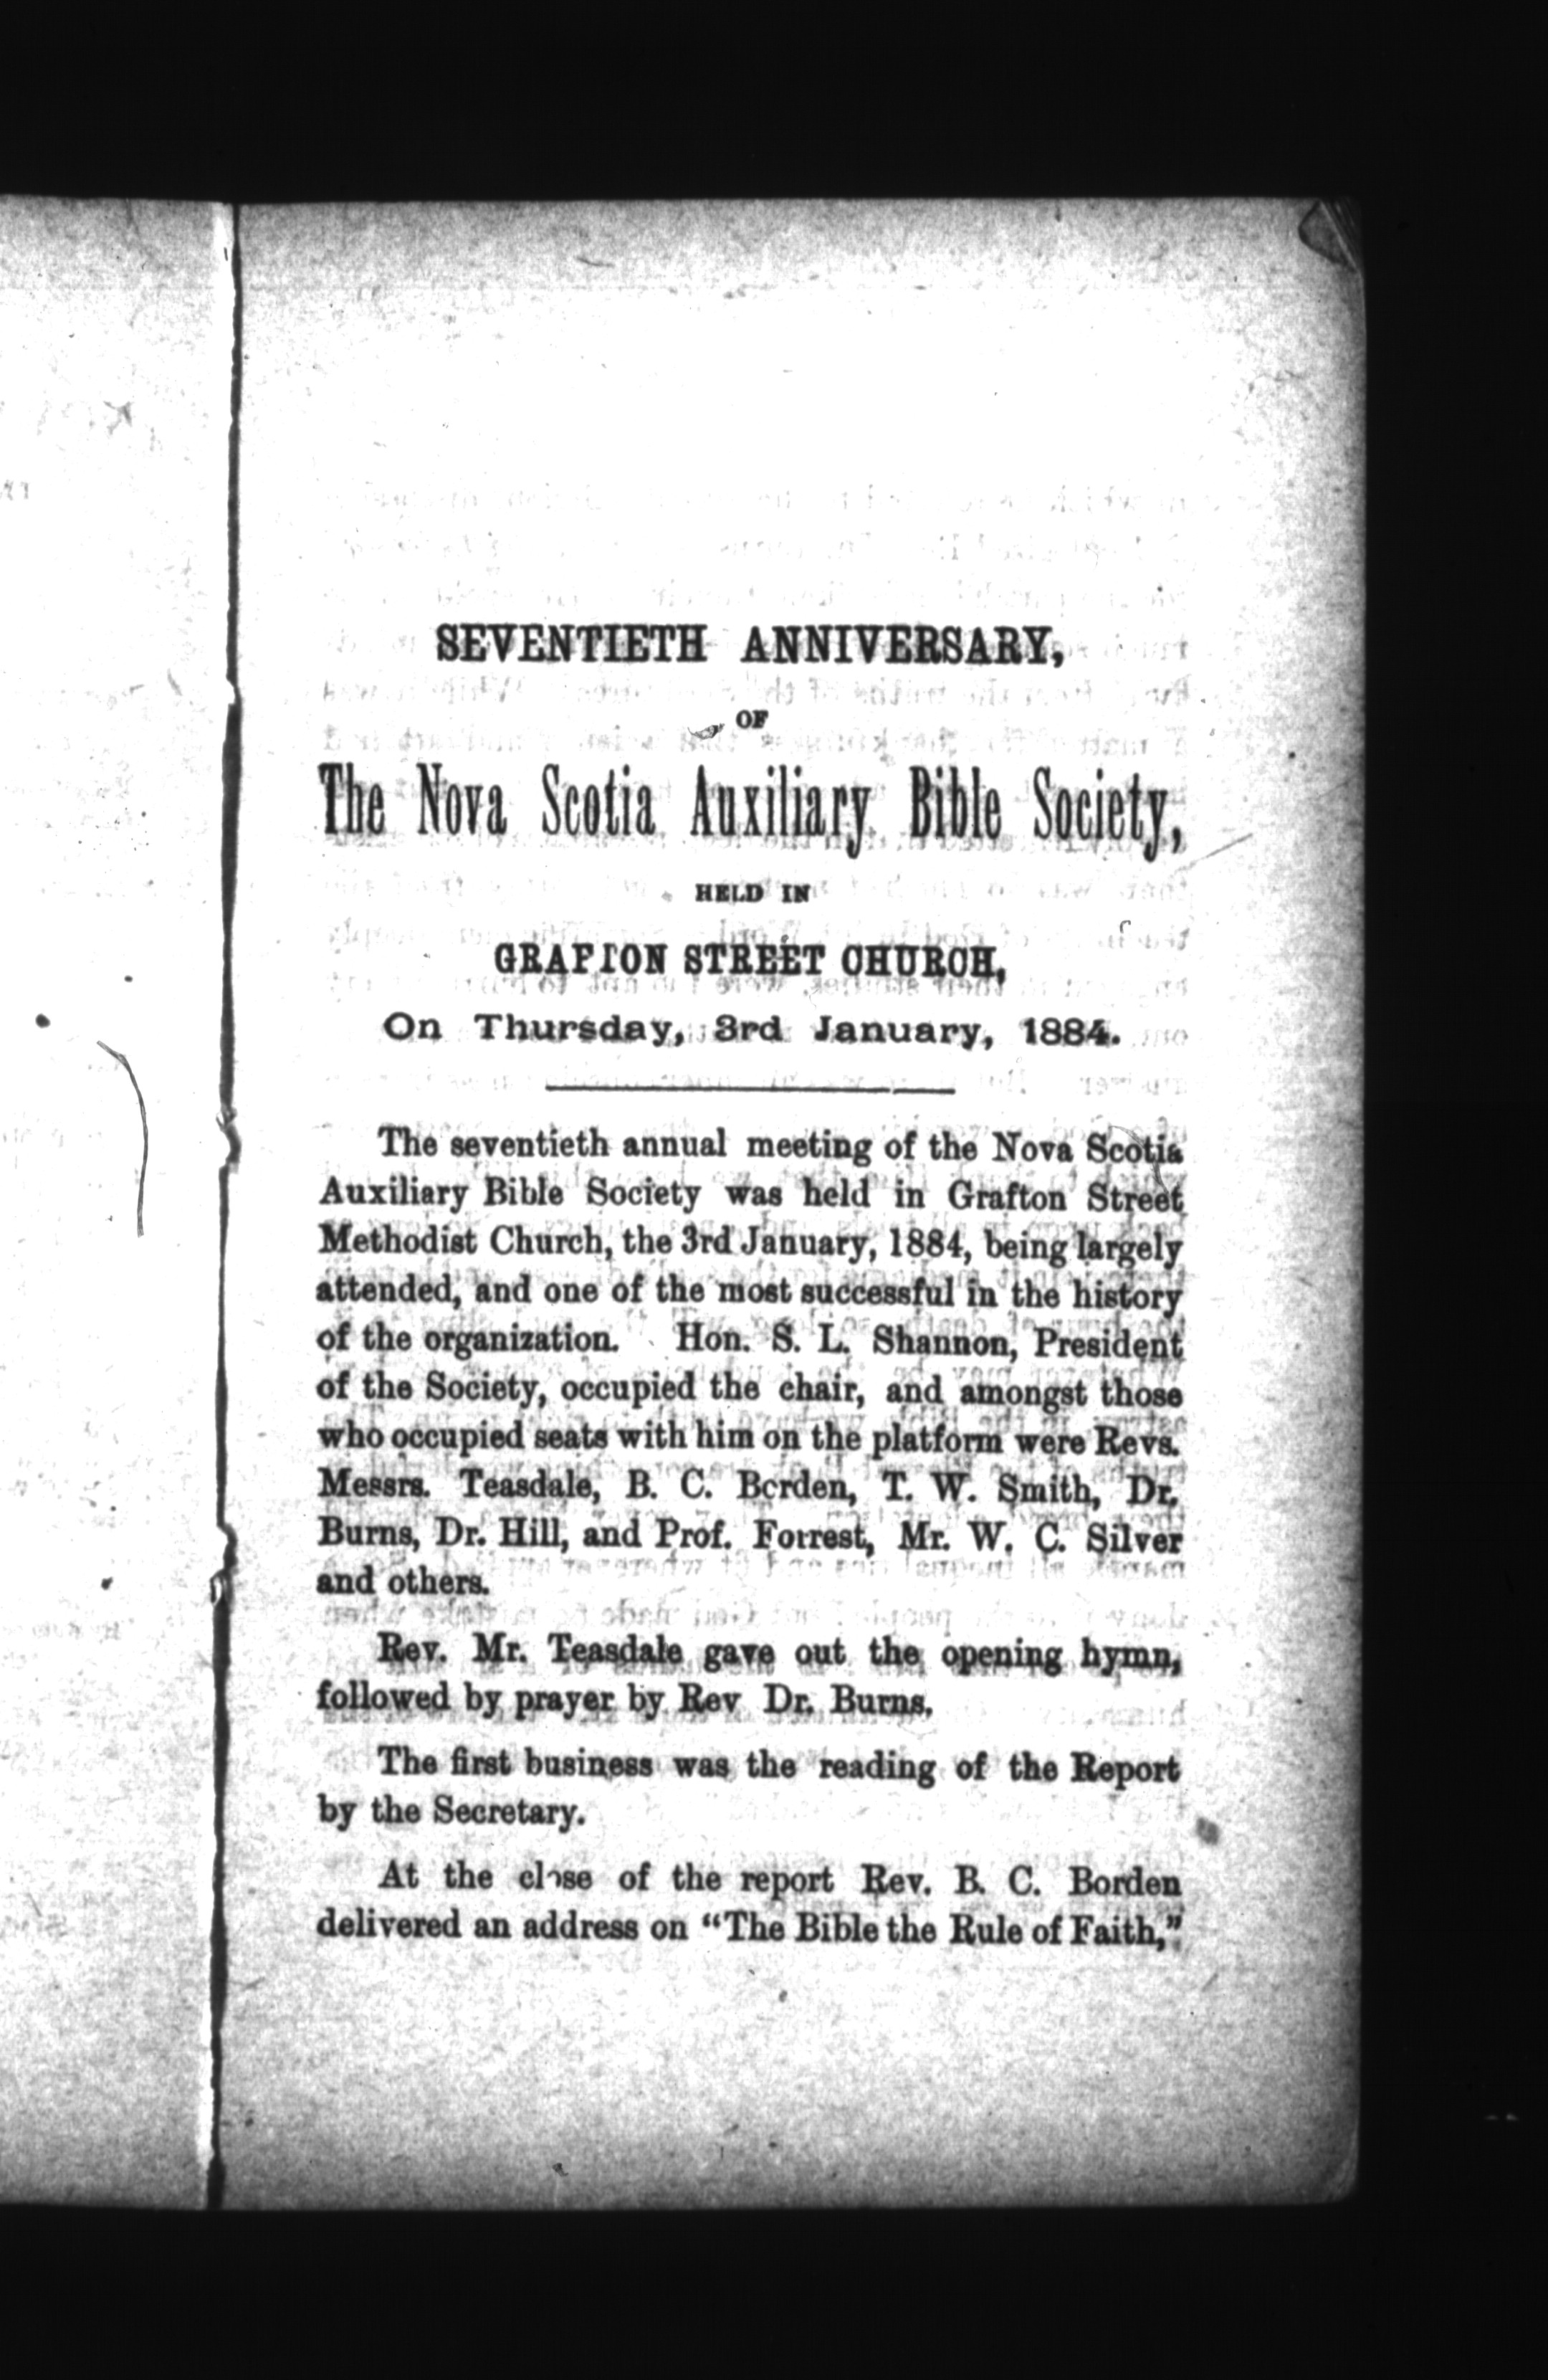 SEVENTIETH ANNIVERSARY,
OF
The Nova Scotia Auxiliary Bible Society,
HELD IN
GRAFTON STREET CHURCH,
On Thursday, 3rd January, 1884.
The seventieth annual meeting of the Nova Scotia
Auxiliary Bible Society was held in Grafton Street
Methodist Church, the 3rd January, 1884, being largely
attended, and one of the most successful in the history
of the organization. Hon. S. L. Shannon, President
of the Society, occupied the chair, and amongst those
who occupied seats with him on the platform were Revs.
Messrs. Teasdale, B. C. Borden, T. W. Smith, Dr.
Burns, Dr. Hill, and Prof. Forrest, Mr. W. C. Silver
and others.
Rev. Mr. Teasdale gave out the opening hymn,
followed by prayer by Rev Dr. Burns.
The first business was the reading of the Report
by the Secretary.
At the close of the report Rev. B. C. Borden
delivered an address on “The Bible the Rule of Faith,”